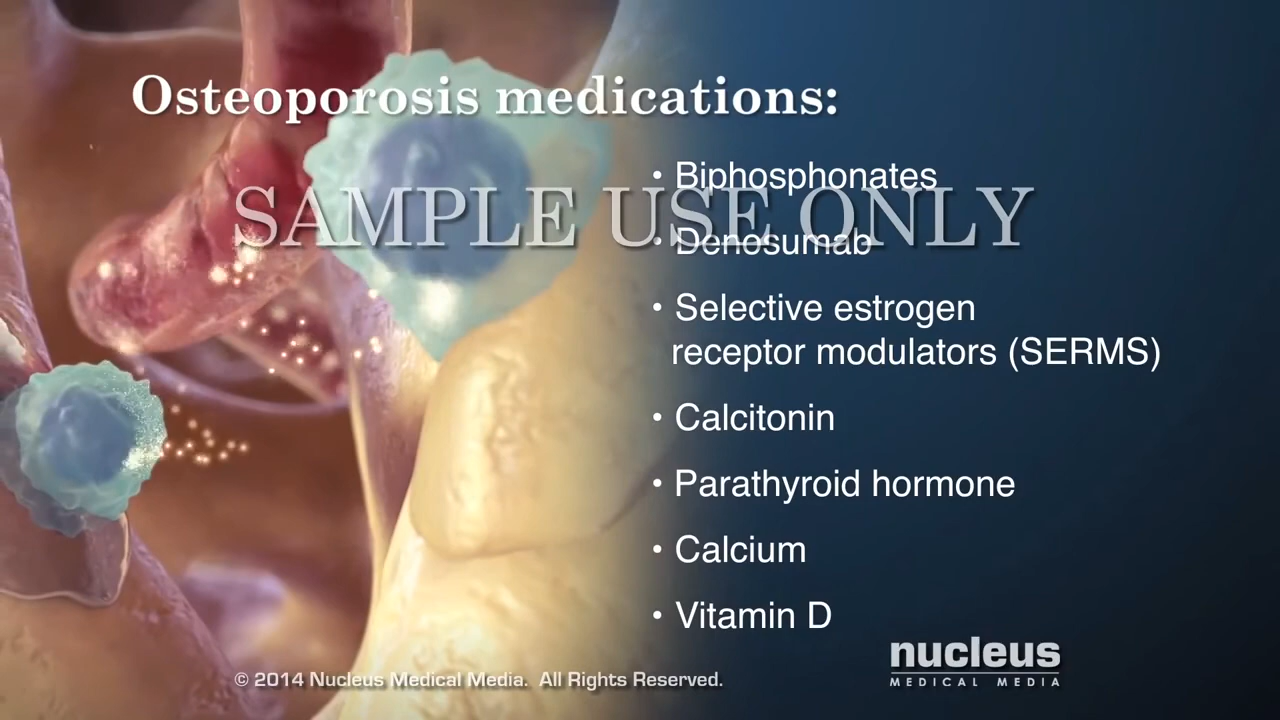 Osteoporosis medications:
• Biphosphonates
SAMPLE USE ONLY
• Denosumab
• Selective estrogen
receptor modulators (SERMS)
• Calcitonin
• Parathyroid hormone
• Calcium
• Vitamin D
nucleus
MEDICAL MEDIA
© 2014 Nucleus Medical Media. All Rights Reserved.